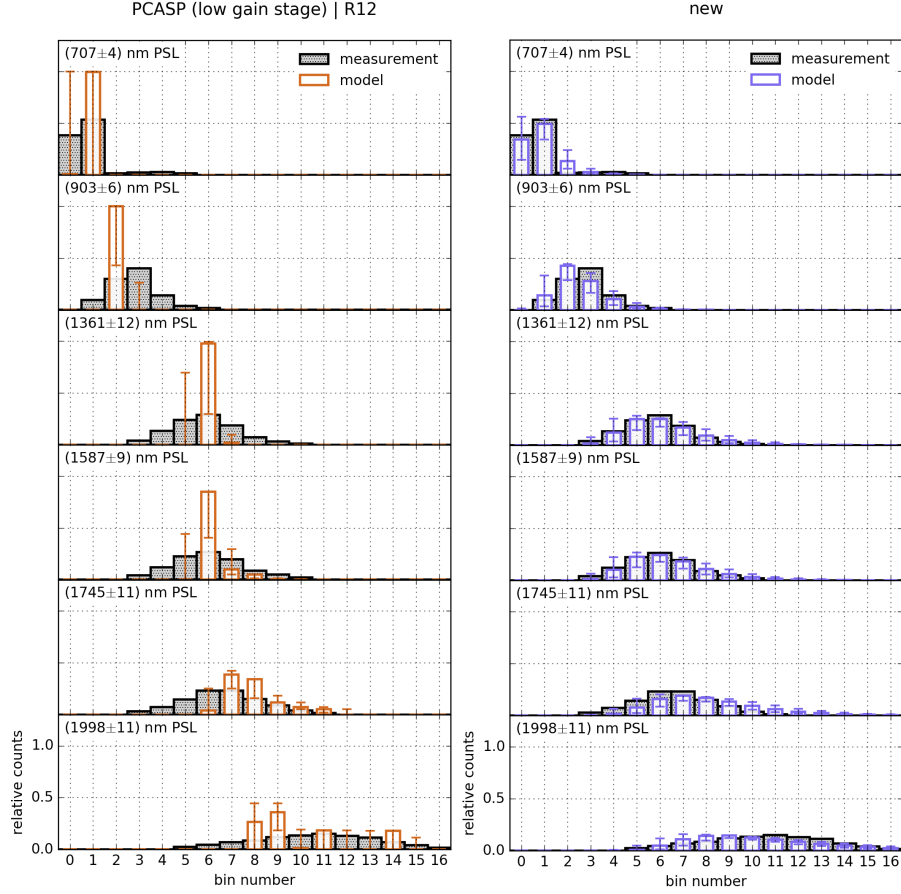 PCASP (low gain stage) | R12
(707±4) nm PSL
measurement
model
(903±6) nm PSL
(1361±12) nm PSL
(1587±9) nm PSL
(1745±11) nm PSL
(1998±11) nm PSL
1.0
0.5
0.0
relative counts
0 1 2 3 4 5 6 7 8 9 10 11 12 13 14 15 16
bin number
new
(707±4) nm PSL
measurement
model
(903±6) nm PSL
(1361±12) nm PSL
(1587±9) nm PSL
(1745±11) nm PSL
(1998±11) nm PSL
1.0
0.5
0.0
relative counts
0 1 2 3 4 5 6 7 8 9 10 11 12 13 14 15 16
bin number